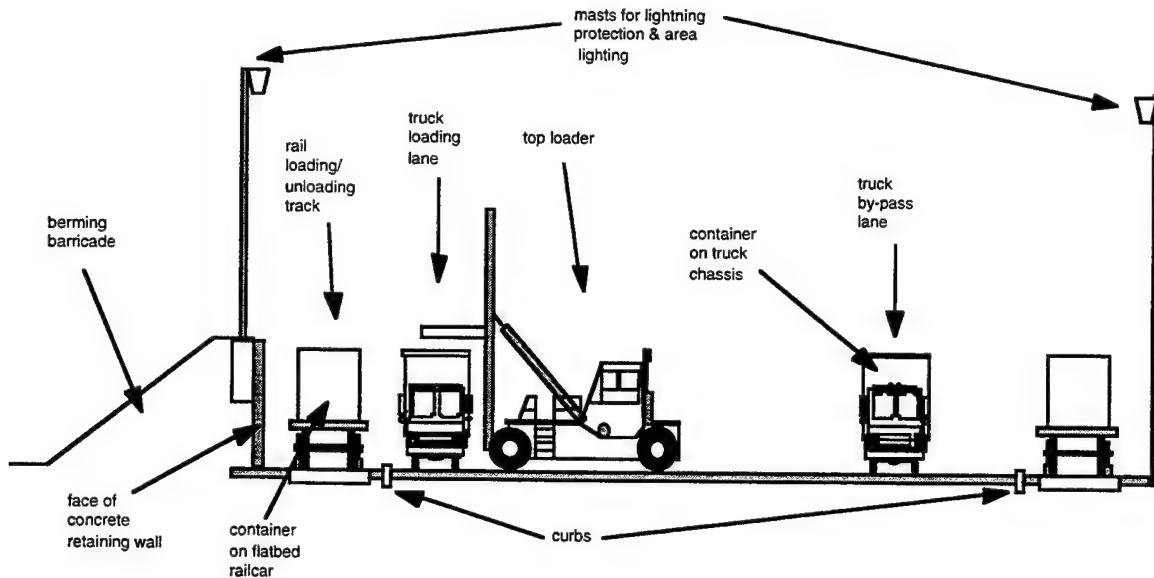 masts for lightning
protection & area
lighting
truck
loading
lane
top loader
rail
loading/
unloading
track
truck
by-pass
lane
berming
barricade
container
on truck
chassis
face of
concrete
retaining wall
container
on flatbed
railcar
curbs